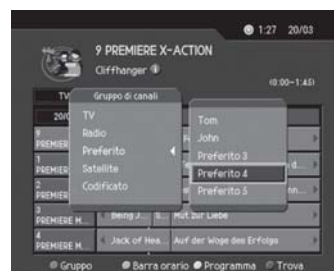 1:27 20/03
9 PREMIERE X-ACTION
Cliffhanger
(0:00~1:45)
TV Gruppo di canali
20/0
TV
Radio
Preferito
Satellite
Codificato
Tom
John
Preferito 3
Preferito 4
Preferito 5
9
PREMIER
1
PREMIER
2
PREMIER
3
PREMIERE M... Being J... S... Mut zur Liebe
4
PREMIERE M... Jack of Hea... Auf der Woge des Erfolgs
Gruppo Barra orario Programma Trova